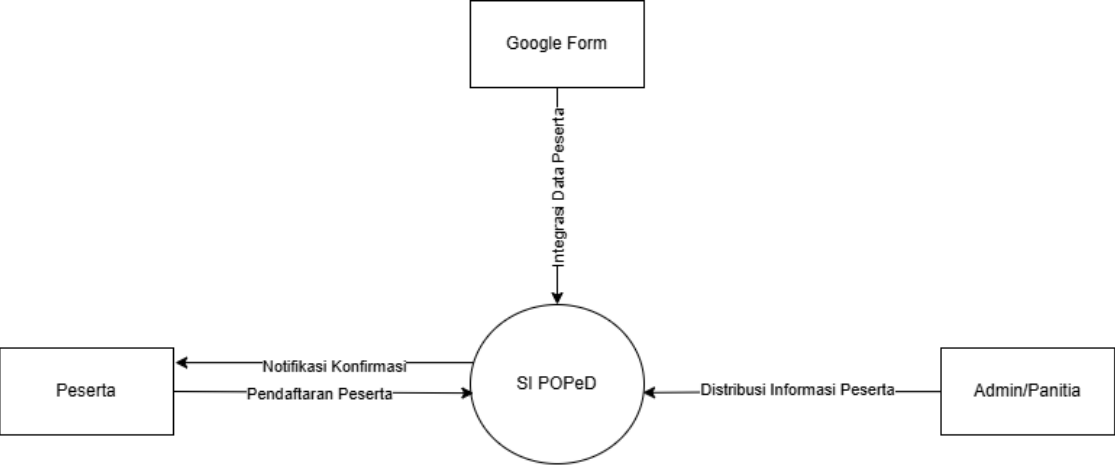 Google Form
Integrasi Data Peserta
Notifikasi Konfirmasi
Peserta
Pendaftaran Peserta
SI POPeD
Distribusi Informasi Peserta
Admin/Panitia